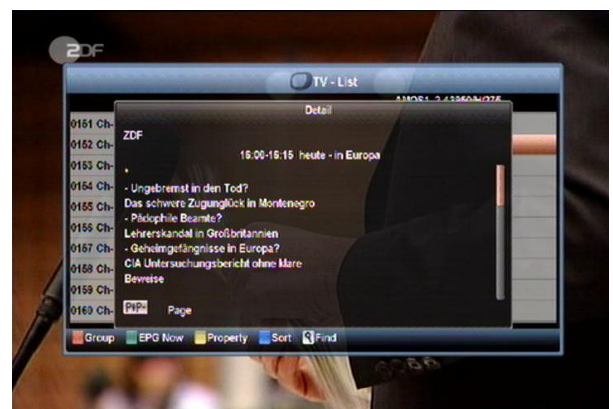 ZDF
TV - List
Detail
ZDF
16:00-16:15 heute - in Europa
- Ungebremst in den Tod?
Das schwere Zugunglück in Montenegro
- Pädophile Beamte?
Lehrerskandal in Großbritannien
- Geheimgefängnisse in Europa?
CIA Untersuchungsbericht ohne klare
Beweise
P+P- Page
0151 Ch-
0152 Ch-
0153 Ch-
0154 Ch-
0155 Ch-
0156 Ch-
0157 Ch-
0158 Ch-
0159 Ch-
0160 Ch-
Group EPG Now Property Sort Find